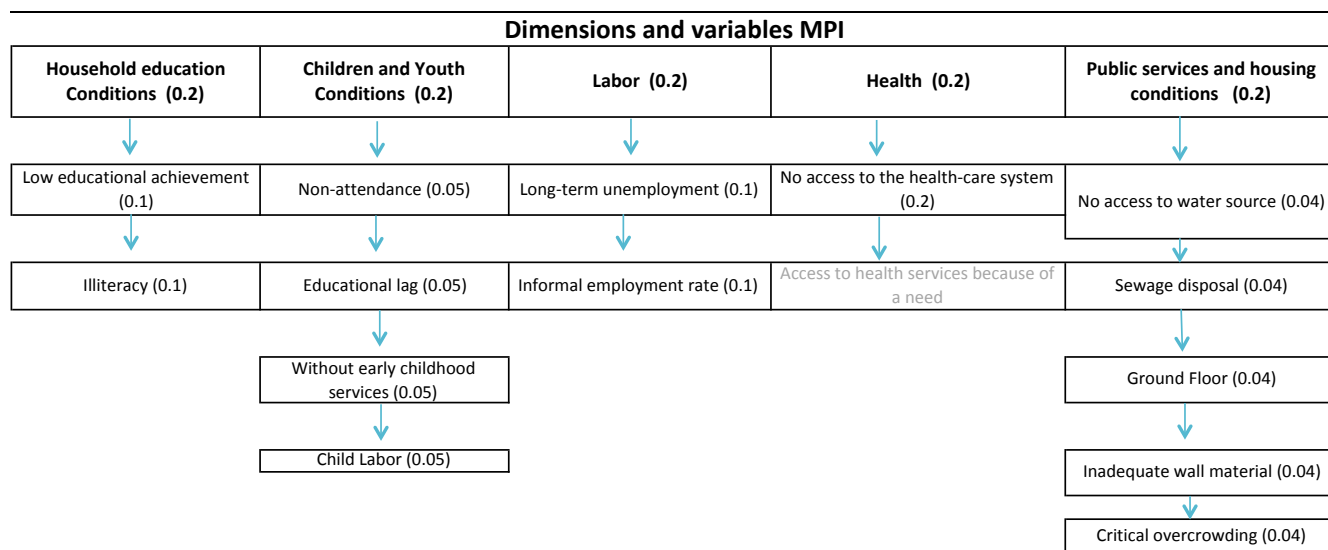 Dimensions and variables MPI
Household education
Conditions (0.2)
Children and Youth
Conditions (0.2)
Labor (0.2)
Health (0.2)
Public services and housing
conditions (0.2)
Low educational achievement
(0.1)
Non-attendance (0.05)
Long-term unemployment (0.1)
No access to the health-care system
(0.2)
No access to water source (0.04)
Illiteracy (0.1)
Educational lag (0.05)
Informal employment rate (0.1)
Access to health services because of
a need
Sewage disposal (0.04)
Without early childhood
services (0.05)
Ground Floor (0.04)
Child Labor (0.05)
Inadequate wall material (0.04)
Critical overcrowding (0.04)